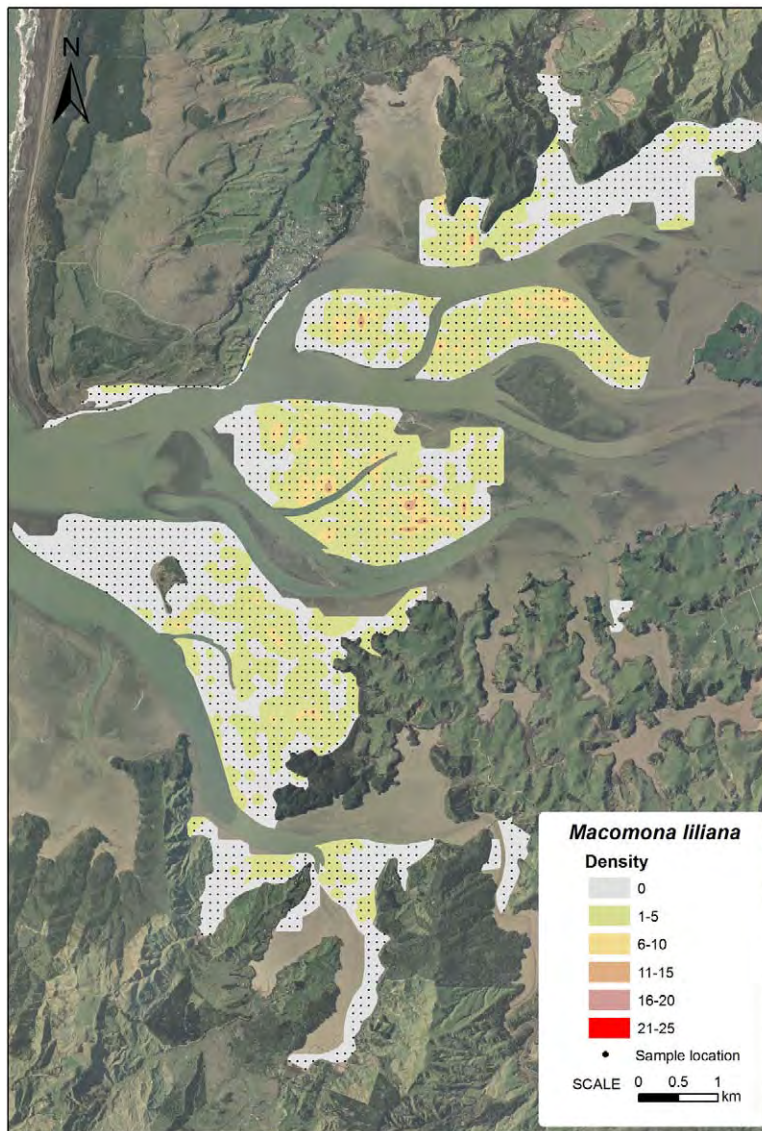 N
Macomona liliana
Density
0
1-5
6-10
11-15
16-20
21-25
Sample location
SCALE 0 0.5 1
km